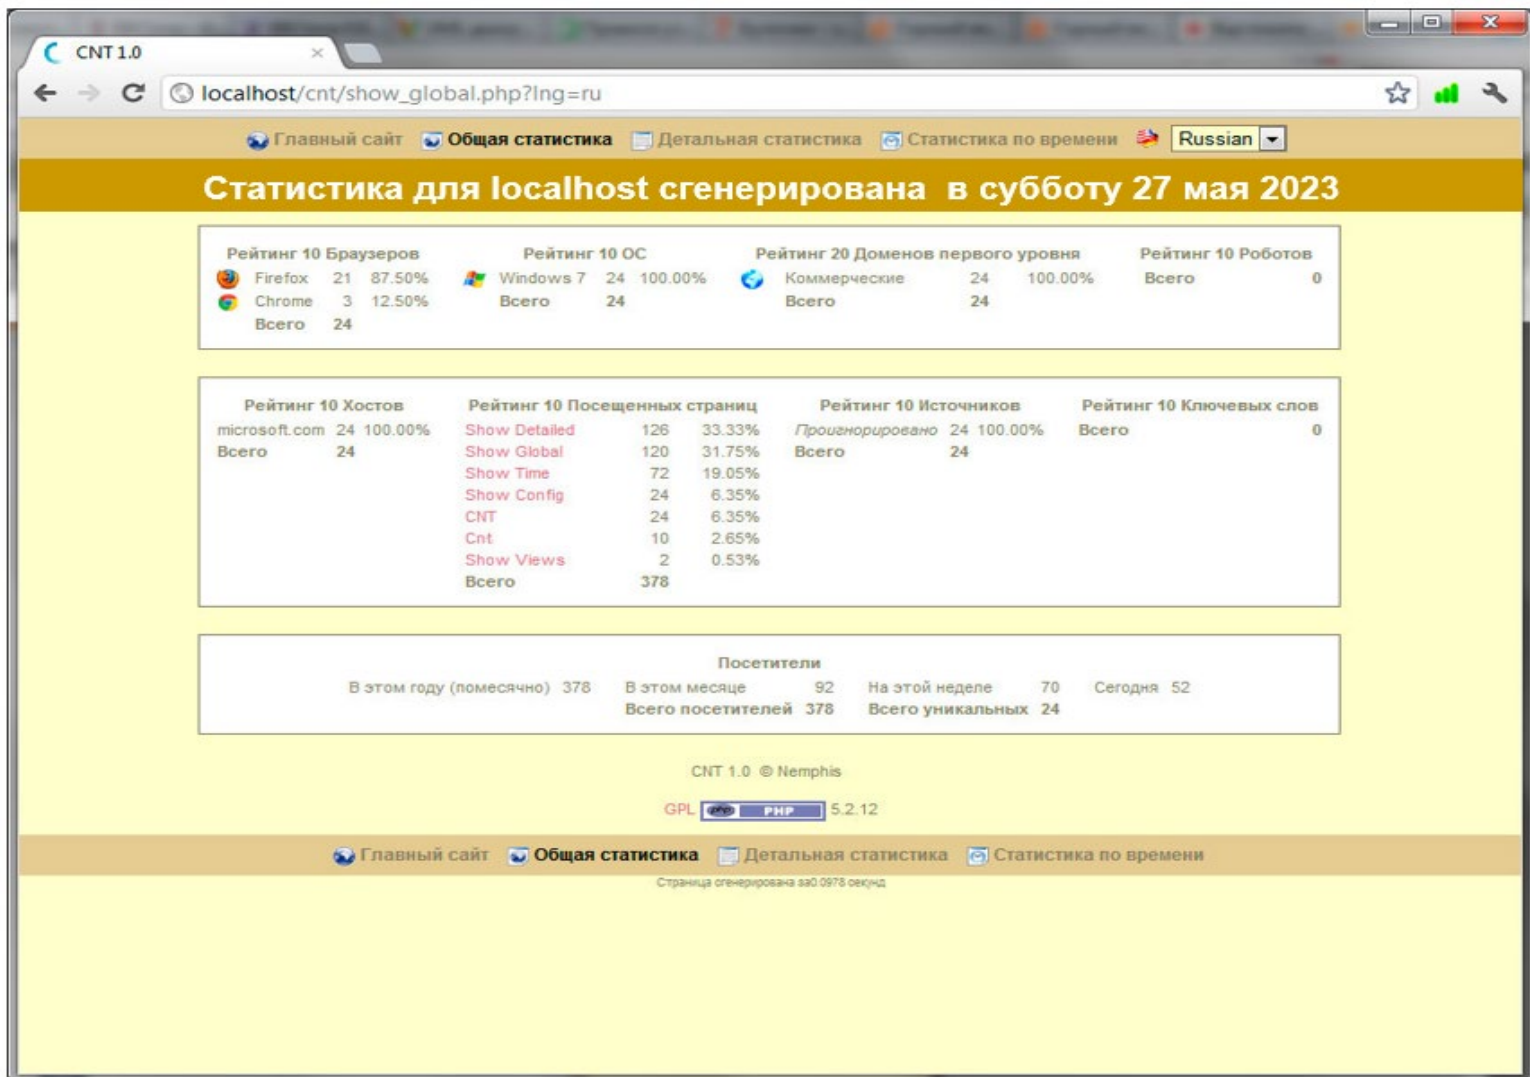 CNT 1.0
localhost/cnt/show_global.php?lng=ru
Главный сайт Общая статистика Детальная статистика Статистика по времени Russian
Статистика для localhost сгенерирована в субботу 27 мая 2023
Рейтинг 10 Браузеров Рейтинг 10 ОС Рейтинг 20 Доменов первого уровня Рейтинг 10 Роботов
Firefox 21 87.50% Windows 7 24 100.00% Коммерческие 24 100.00% Всего 0
Chrome 3 12.50% Всего 24 Всего 24
Всего 24
Рейтинг 10 Хостов Рейтинг 10 Посещенных страниц Рейтинг 10 Источников Рейтинг 10 Ключевых слов
microsoft.com 24 100.00% Show Detailed 126 33.33% Проигнорировано 24 100.00% Всего 0
Всего 24 Show Global 120 31.75% Всего 24
Show Time 72 19.05%
Show Config 24 6.35%
CNT 24 6.35%
Cnt 10 2.65%
Show Views 2 0.53%
Всего 378
Посетители
В этом году (помесячно) 378 В этом месяце 92 На этой неделе 70 Сегодня 52
Всего посетителей 378 Всего уникальных 24
CNT 1.0 © Nemphis
GPL php PHP 5.2.12
Главный сайт Общая статистика Детальная статистика Статистика по времени
Страница сгенерирована за0.0978 секунд